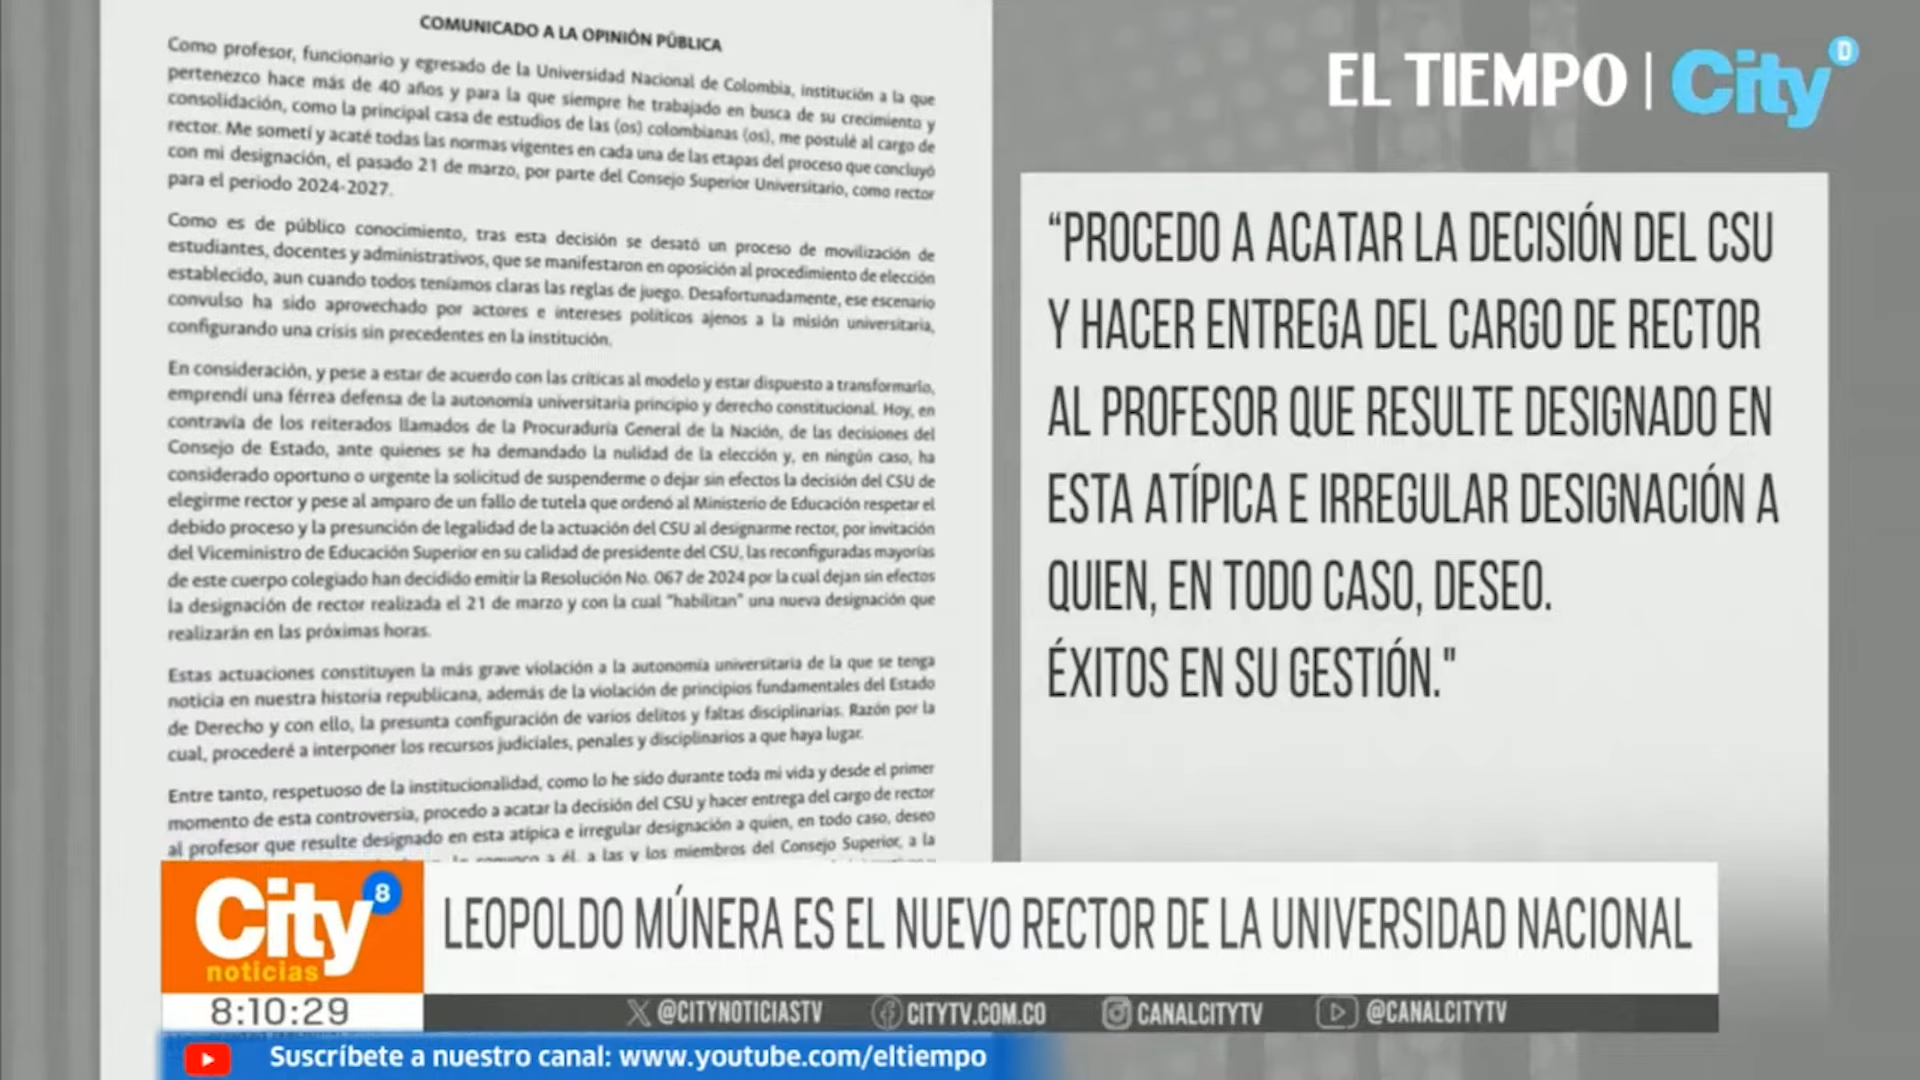 COMUNICADO A LA OPINIÓN PÚBLICA
Como profesor, funcionario y egresado de la Universidad Nacional de Colombia, institución a la que
pertenezco hace más de 40 años y para la que siempre he trabajado en busca de su crecimiento y
consolidación, como la principal casa de estudios de las (os) colombianas (os), me postulé al cargo de
rector. Me sometí y acaté todas las normas vigentes en cada una de las etapas del proceso que concluyó
con mi designación, el pasado 21 de marzo, por parte del Consejo Superior Universitario, como rector
para el periodo 2024-2027.
Como es de público conocimiento, tras esta decisión se desató un proceso de movilización de
estudiantes, docentes y administrativos, que se manifestaron en oposición al procedimiento de elección
establecido, aun cuando todos teníamos claras las reglas de juego. Desafortunadamente, ese escenario
convulso ha sido aprovechado por actores e intereses políticos ajenos a la misión universitaria,
configurando una crisis sin precedentes en la institución.
En consideración, y pese a estar de acuerdo con las críticas al modelo y estar dispuesto a transformarlo,
emprendí una férrea defensa de la autonomía universitaria principio y derecho constitucional. Hoy, en
contravía de los reiterados llamados de la Procuraduría General de la Nación, de las decisiones del
Consejo de Estado, ante quienes se ha demandado la nulidad de la elección y, en ningún caso, ha
considerado oportuno o urgente la solicitud de suspenderme o dejar sin efectos la decisión del CSU de
elegirme rector y pese al amparo de un fallo de tutela que ordenó al Ministerio de Educación respetar el
debido proceso y la presunción de legalidad de la actuación del CSU al designarme rector, por invitación
del Viceministro de Educación Superior en su calidad de presidente del CSU, las reconfiguradas mayorías
de este cuerpo colegiado han decidido emitir la Resolución No. 067 de 2024 por la cual dejan sin efectos
la designación de rector realizada el 21 de marzo y con la cual "habilitan" una nueva designación que
realizarán en las próximas horas.
Estas actuaciones constituyen la más grave violación a la autonomía universitaria de la que se tenga
noticia en nuestra historia republicana, además de la violación de principios fundamentales del Estado
de Derecho y con ello, la presunta configuración de varios delitos y faltas disciplinarias. Razón por la
cual, procederé a interponer los recursos judiciales, penales y disciplinarios a que haya lugar.
Entre tanto, respetuoso de la institucionalidad, como lo he sido durante toda mi vida y desde el primer
momento de esta controversia, procedo a acatar la decisión del CSU y hacer entrega del cargo de rector
al profesor que resulte designado en esta atípica e irregular designación a quien, en todo caso, deseo
a él, a las y los miembros del Consejo Superior, a la
EL TIEMPO | City D
“PROCEDO A ACATAR LA DECISIÓN DEL CSU
Y HACER ENTREGA DEL CARGO DE RECTOR
AL PROFESOR QUE RESULTE DESIGNADO EN
ESTA ATÍPICA E IRREGULAR DESIGNACIÓN A
QUIEN, EN TODO CASO, DESEO.
ÉXITOS EN SU GESTIÓN."
City 8
noticias
LEOPOLDO MÚNERA ES EL NUEVO RECTOR DE LA UNIVERSIDAD NACIONAL
8:10:29
@CITYNOTICIASTV CITYTV.COM.CO CANALCITYTV @CANALCITYTV
Suscríbete a nuestro canal: www.youtube.com/eltiempo